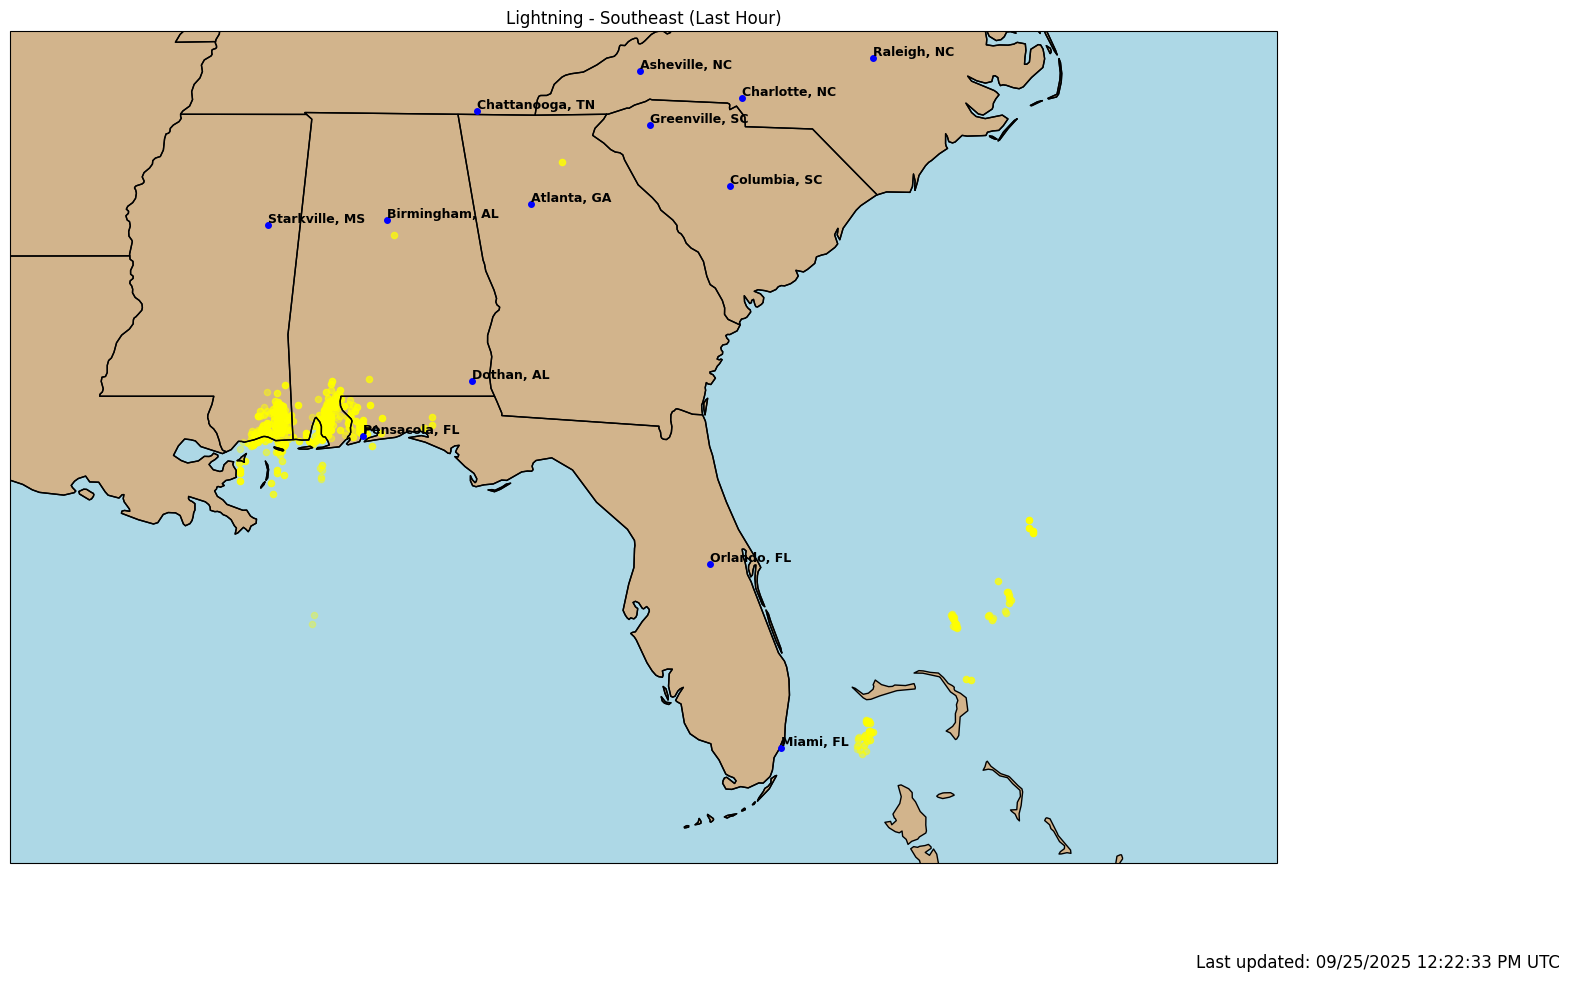 Lightning - Southeast (Last Hour)
Raleigh, NC
Asheville, NC
Charlotte, NC
Chattanooga, TN
Greenville, SC
Columbia, SC
Atlanta, GA
Birmingham, AL
Starkville, MS
Dothan, AL
Pensacola, FL
Orlando, FL
Miami, FL
Last updated: 09/25/2025 12:22:33 PM UTC